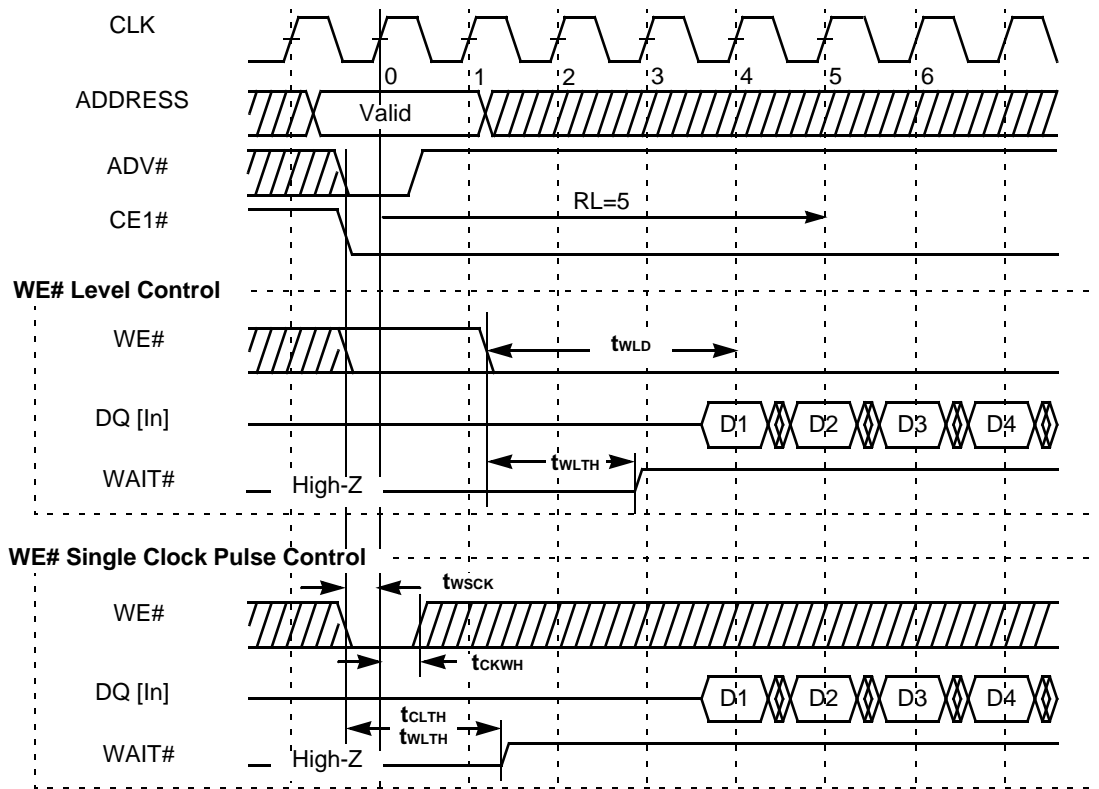 CLK
0 1 2 3 4 5 6
ADDRESS
Valid
ADV#
RL=5
CE1#
WE# Level Control
WE#
tWLD
DQ [In]
D1 D2 D3 D4
tWLTH
WAIT#
High-Z
WE# Single Clock Pulse Control
tWSCK
WE#
tCKWH
DQ [In]
D1 D2 D3 D4
tCLTH
tWLTH
WAIT#
High-Z